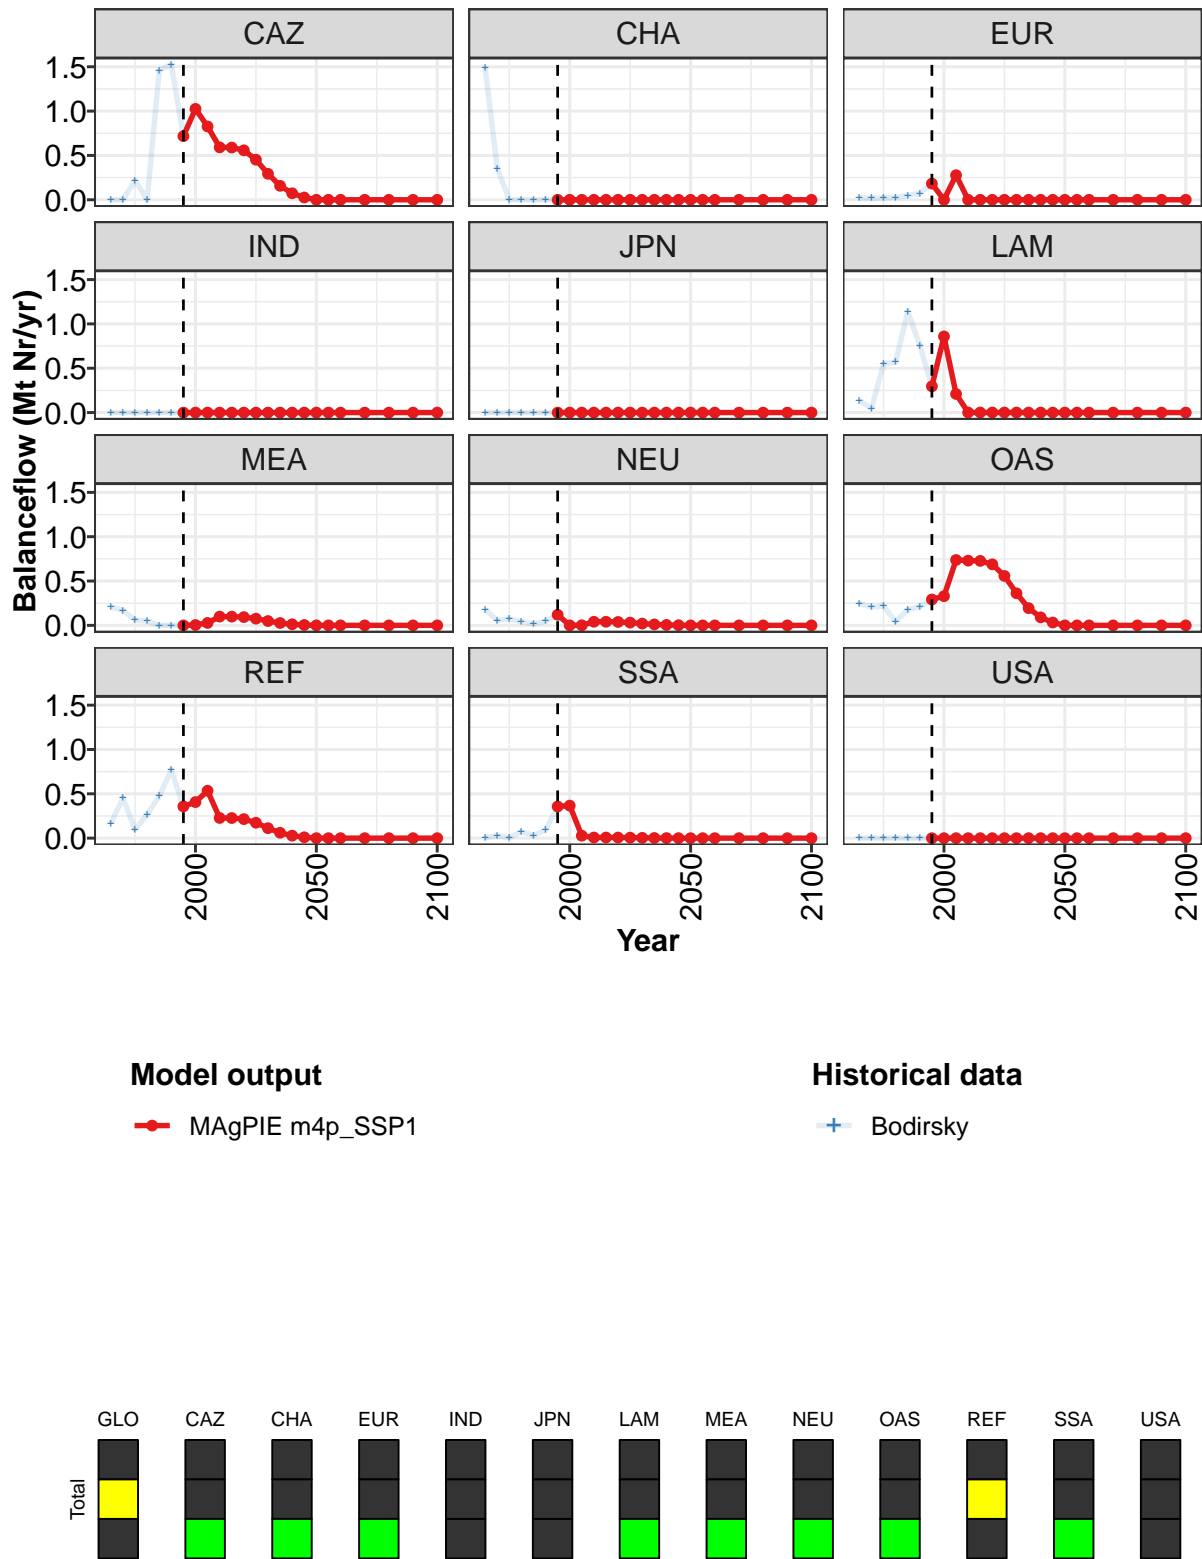 CAZ CHA EUR
1.5
1.0
0.5
0.0
IND JPN LAM
1.5
1.0
0.5
0.0
MEA NEU OAS
1.5
1.0
0.5
0.0
REF SSA USA
1.5
1.0
0.5
0.0
Balanceflow (Mt Nr/yr)
2000 2050 2100 2000 2050 2100 2000 2050 2100
Year
Model output Historical data
MAgPIE m4p_SSP1 Bodirsky
GLO CAZ CHA EUR IND JPN LAM MEA NEU OAS REF SSA USA
Total